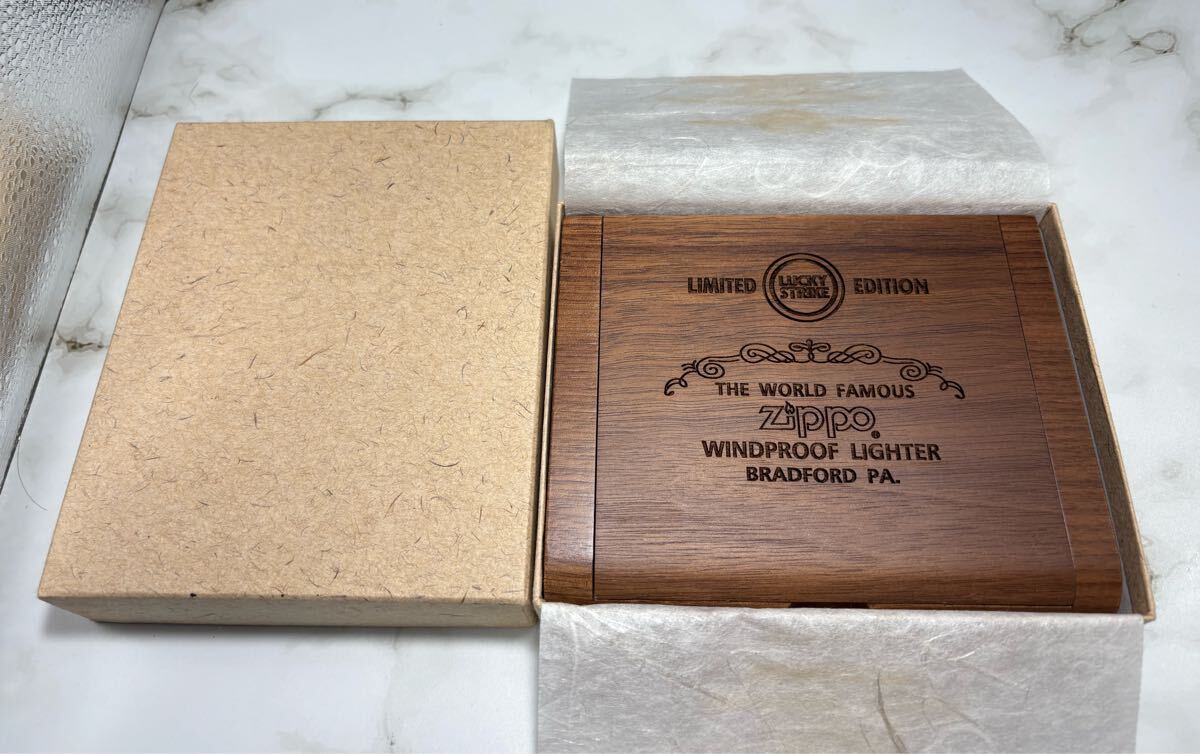 LIMITED LUCKY STRIKE EDITION
THE WORLD FAMOUS
Zippo®
WINDPROOF LIGHTER
BRADFORD PA.